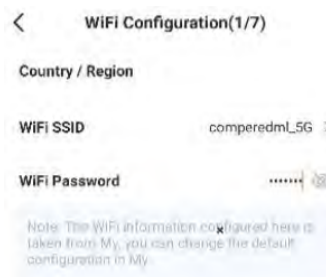 WiFi Configuration(1/7)
Country / Region
WiFi SSID comperedml_5G
WiFi Password •••••••
Note: The WiFi information configured here is
taken from My, you can change the default
configuration in My